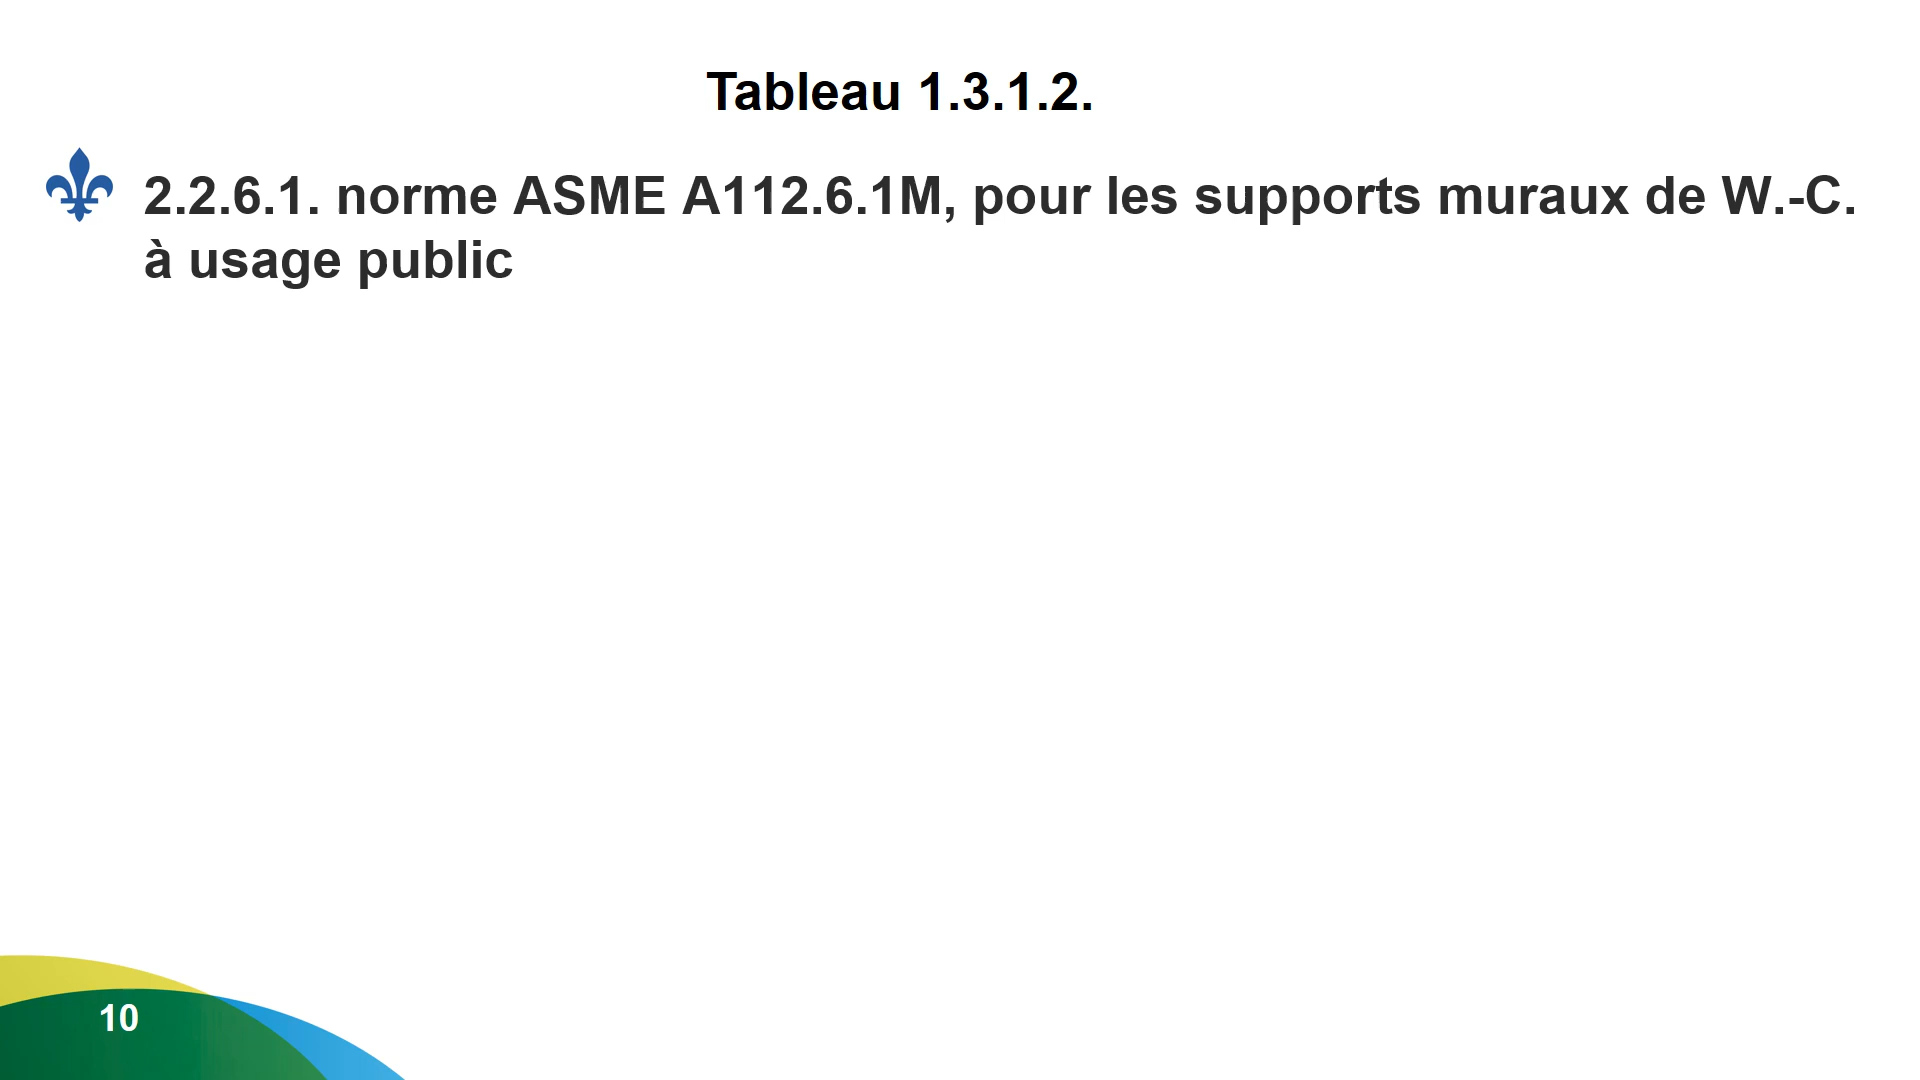 Tableau 1.3.1.2.
2.2.6.1. norme ASME A112.6.1M, pour les supports muraux de W.-C.
à usage public
10